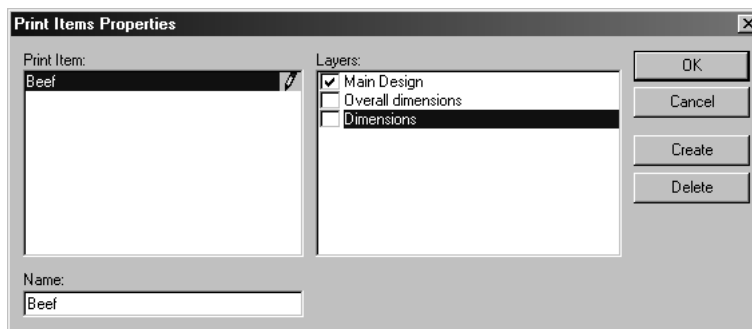 Print Items Properties
Print Item:
Beef
Layers:
Main Design
Overall dimensions
Dimensions
OK
Cancel
Create
Delete
Name:
Beef